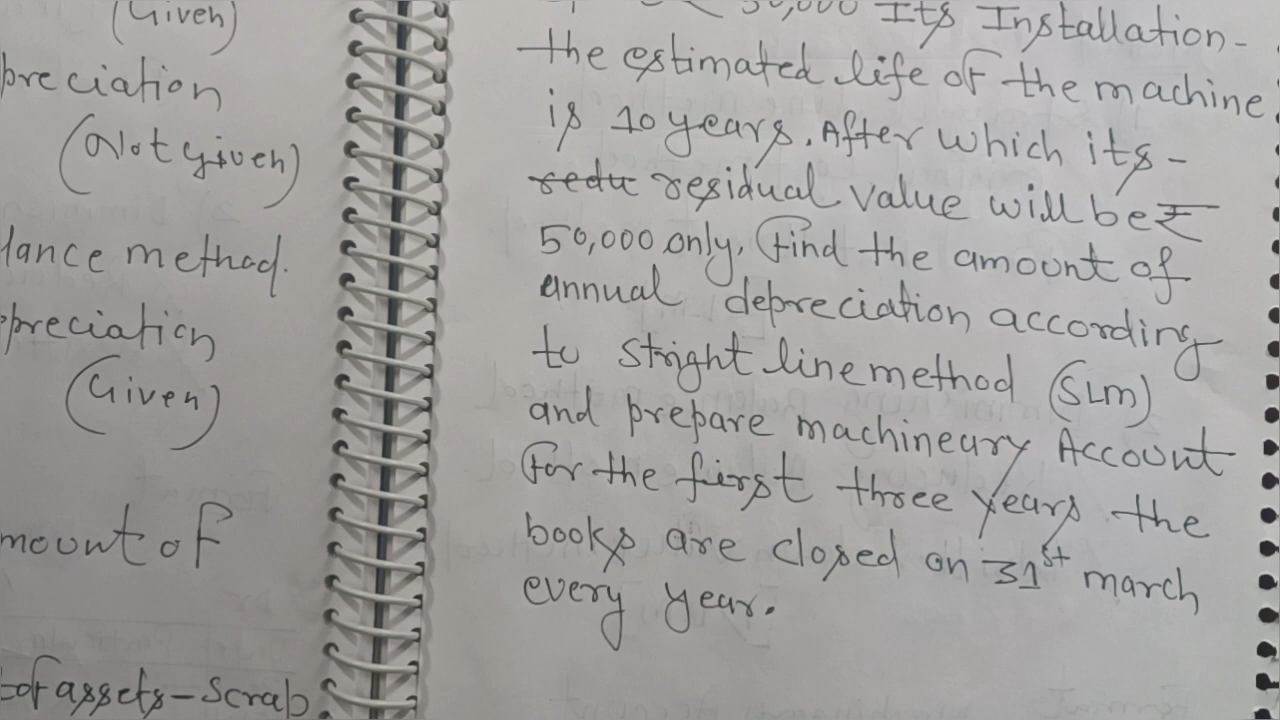 (Given)
preciation
(Not given)
lance method.
preciation
(Given)
mount of
of assets - Scrab
₹ 50,000 Its Installation -
the estimated life of the machine
is 10 years. After which its -
redu residual value will be ₹
50,000 only. Find the amount of
annual depreciation according
to stright line method (SLM)
and prepare machineary Account
For the first three years the
books are closed on 31st march
every year.